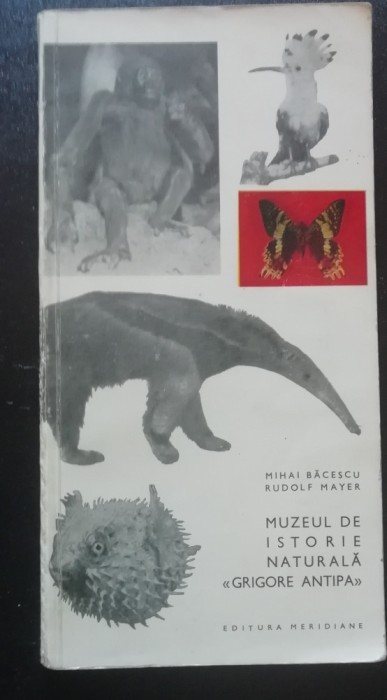 MIHAI BĂCESCU
RUDOLF MAYER
MUZEUL DE
ISTORIE
NATURALĂ
«GRIGORE ANTIPA»
EDITURA MERIDIANE